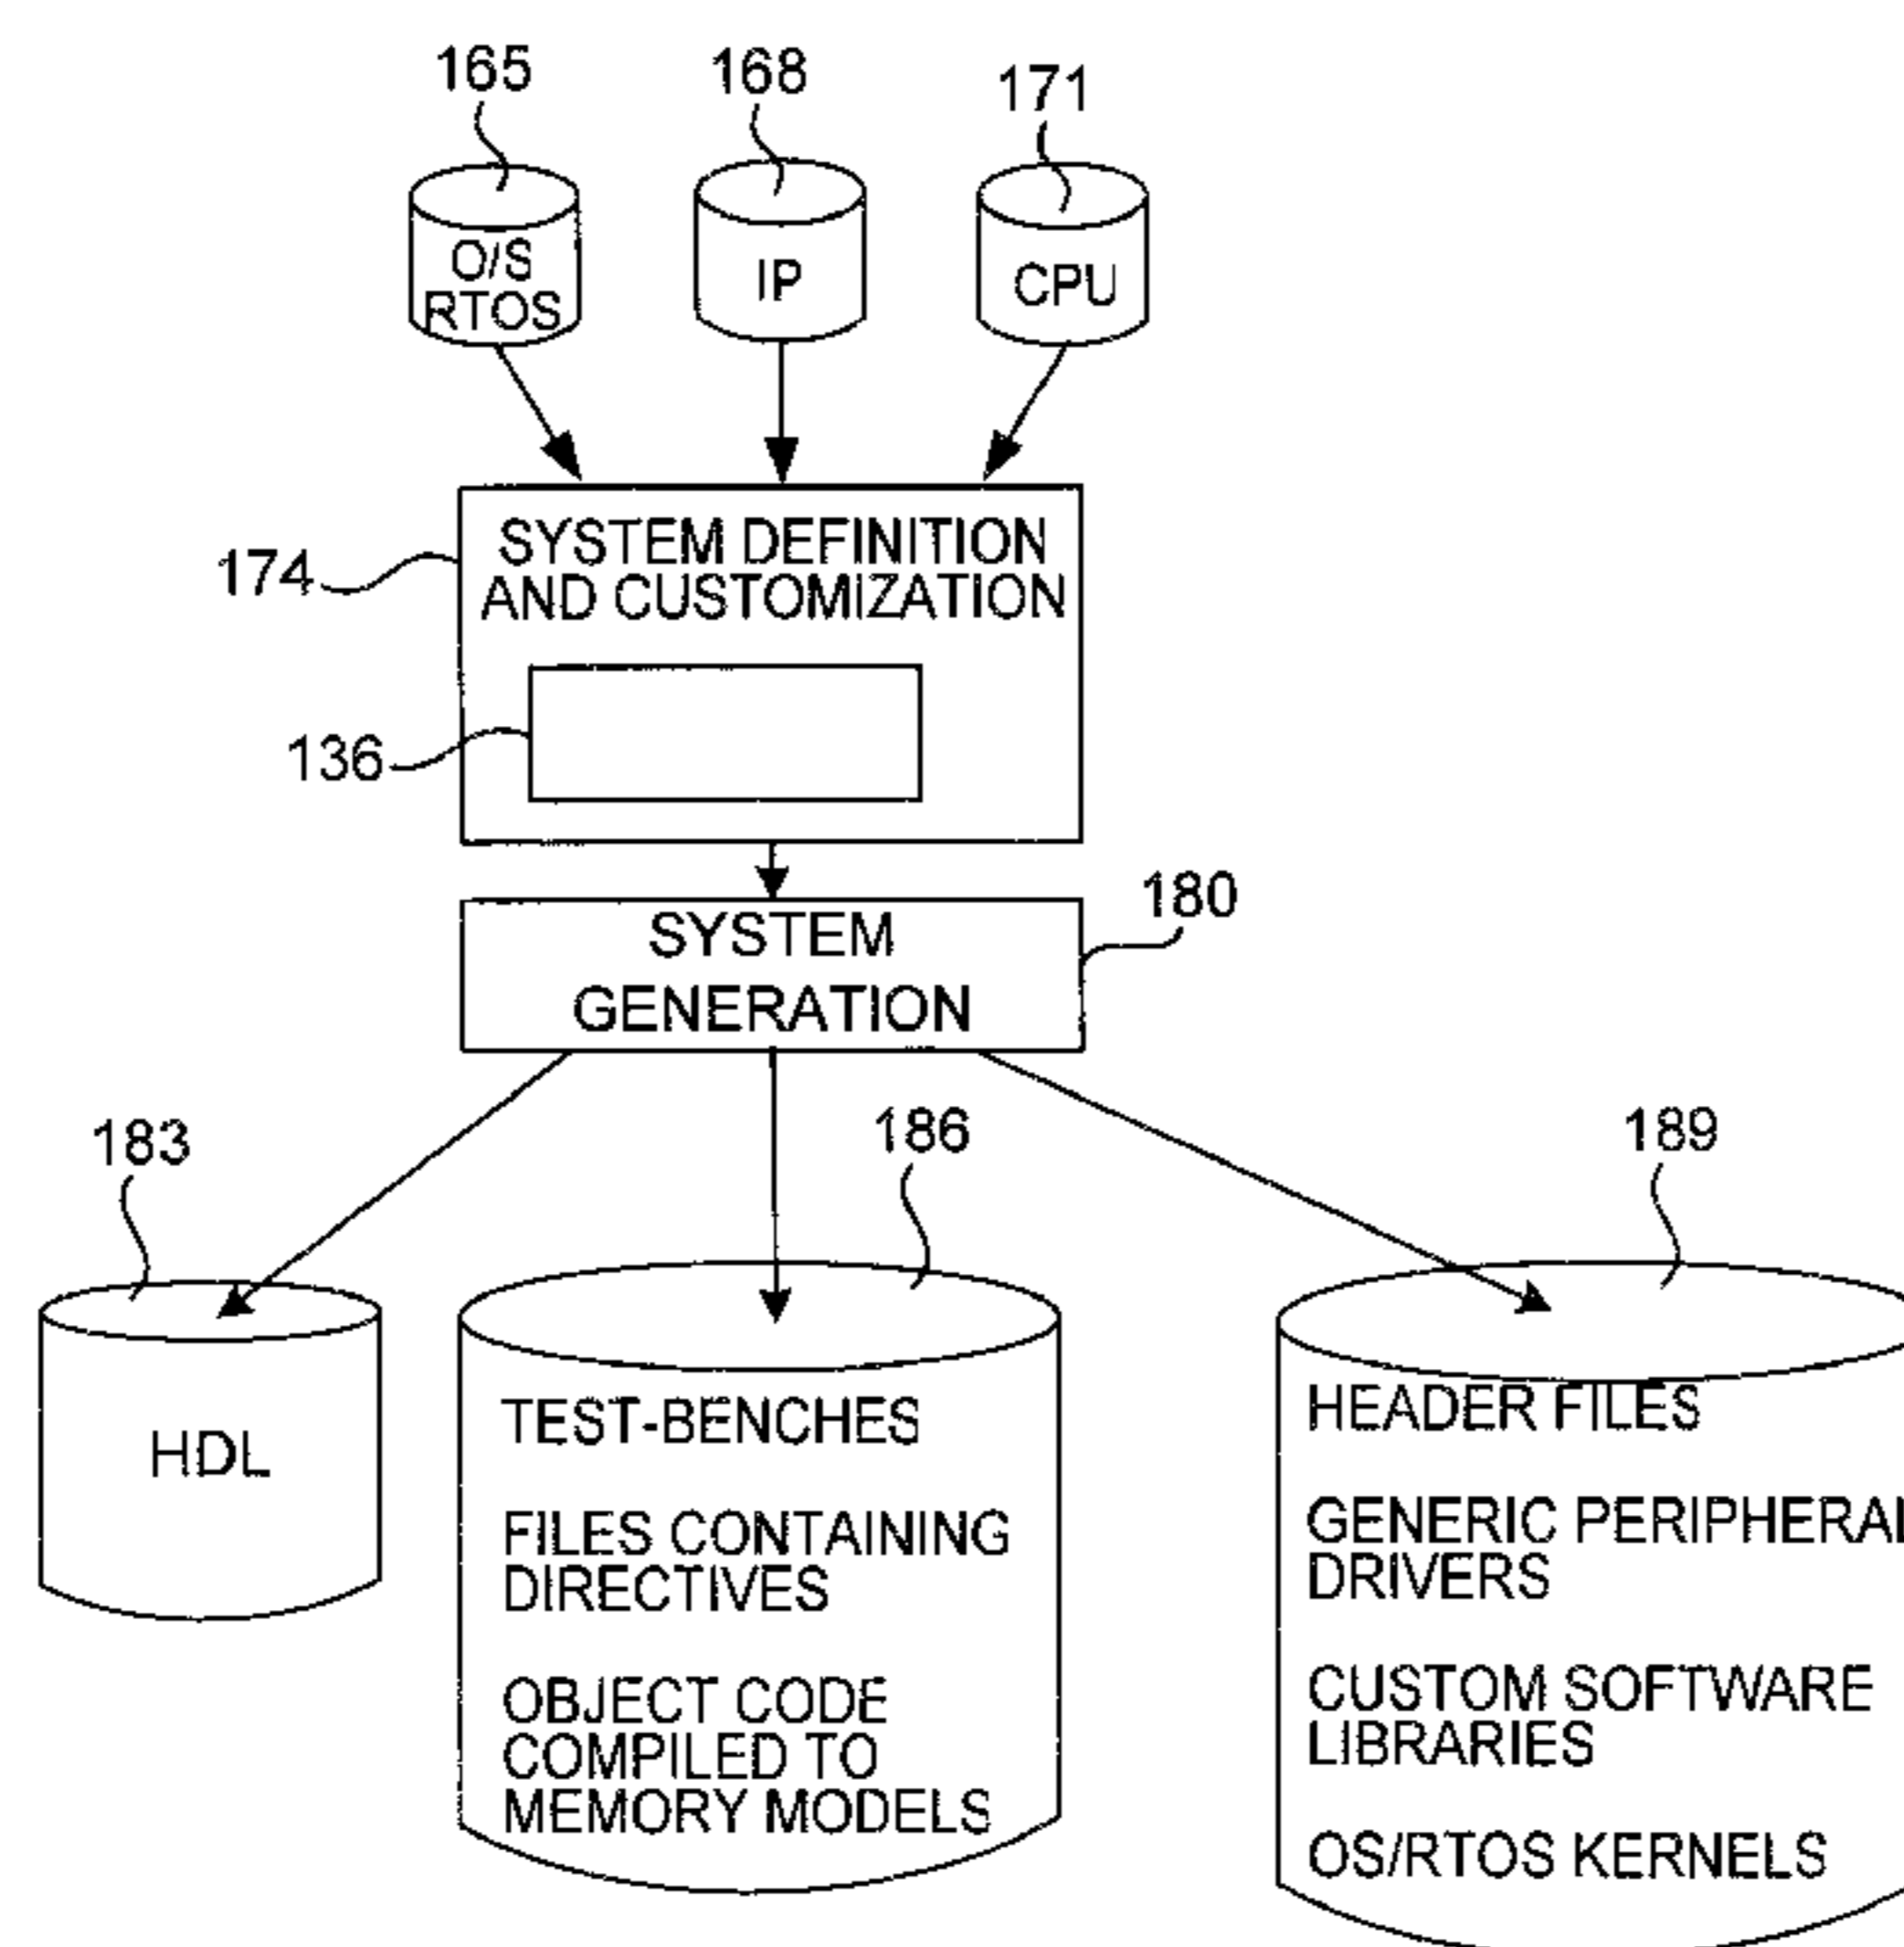 165
168
171
O/S
RTOS
IP
CPU
174
SYSTEM DEFINITION
AND CUSTOMIZATION
136
180
SYSTEM
GENERATION
183
186
189
HDL
TEST-BENCHES
FILES CONTAINING
DIRECTIVES
OBJECT CODE
COMPILED TO
MEMORY MODELS
HEADER FILES
GENERIC PERIPHERAL
DRIVERS
CUSTOM SOFTWARE
LIBRARIES
OS/RTOS KERNELS